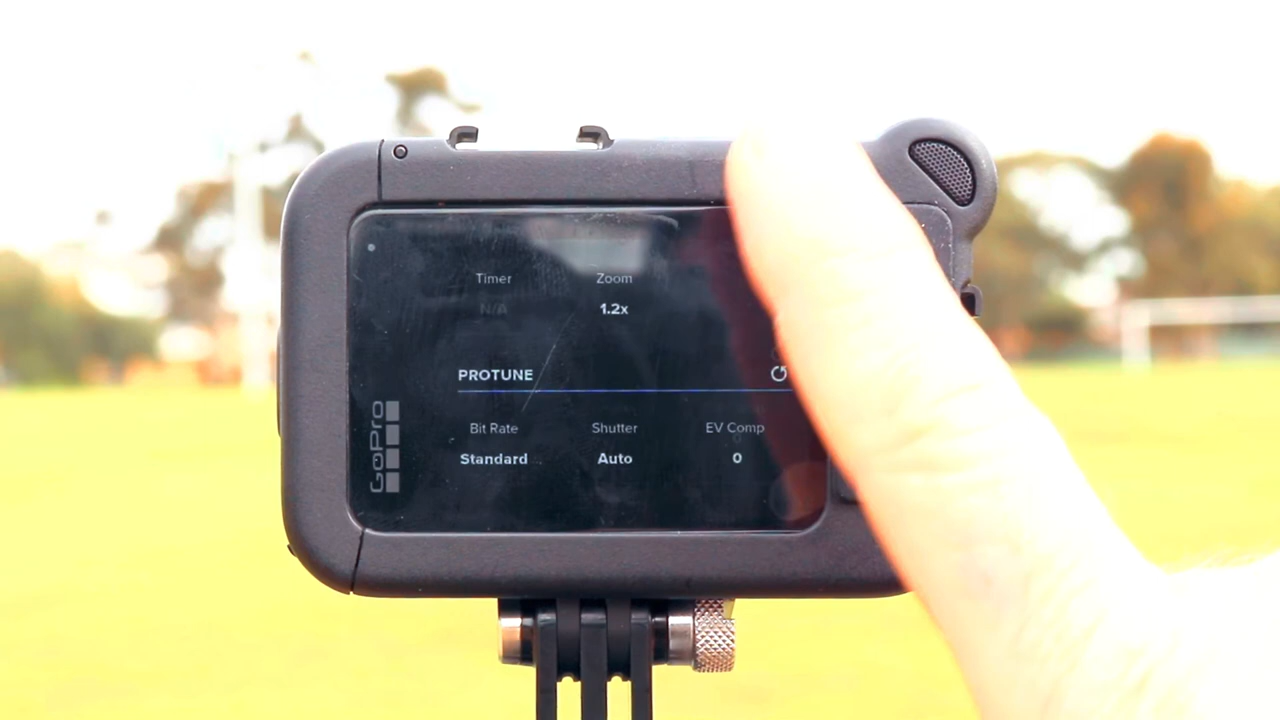 Timer Zoom
N/A 1.2x
PROTUNE
Bit Rate Shutter EV Comp
Standard Auto 0
GoPro